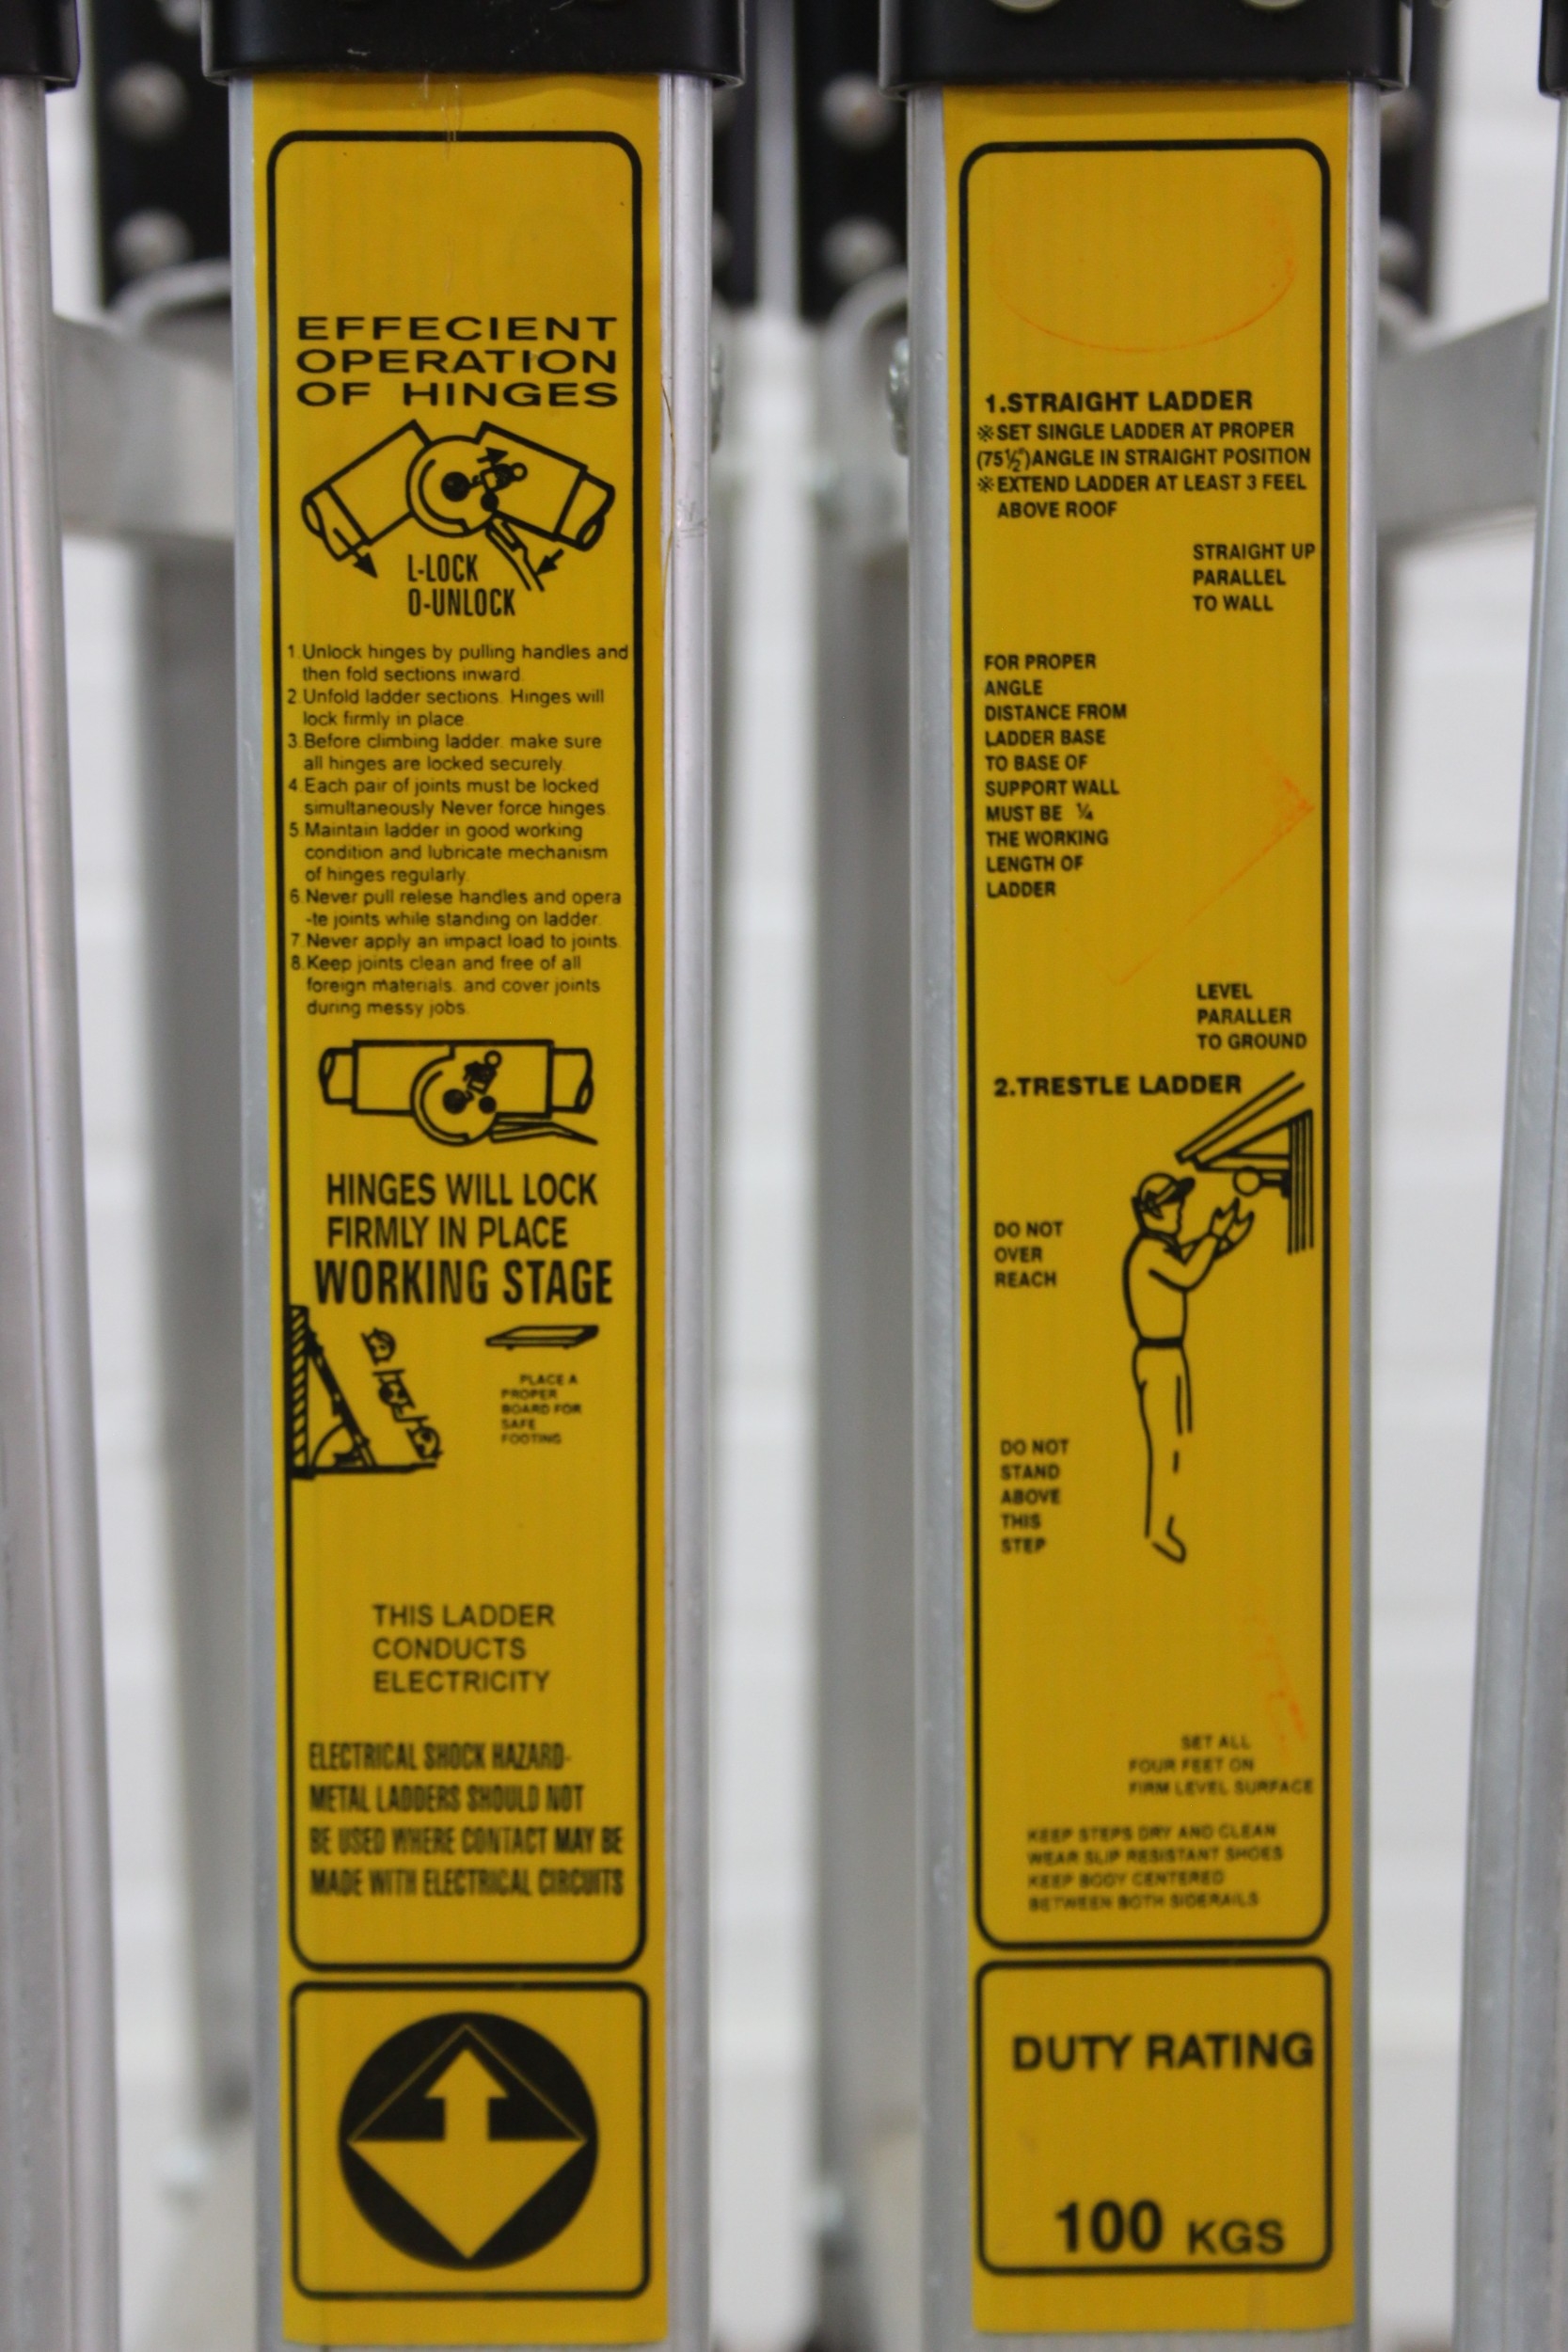 EFFECIENT
OPERATION
OF HINGES
L-LOCK
O-UNLOCK
1.Unlock hinges by pulling handles and
then fold sections inward.
2.Unfold ladder sections. Hinges will
lock firmly in place.
3.Before climbing ladder. make sure
all hinges are locked securely.
4.Each pair of joints must be locked
simultaneously Never force hinges.
5.Maintain ladder in good working
condition and lubricate mechanism
of hinges regularly.
6.Never pull relese handles and opera
-te joints while standing on ladder.
7.Never apply an impact load to joints.
8.Keep joints clean and free of all
foreign materials. and cover joints
during messy jobs.
HINGES WILL LOCK
FIRMLY IN PLACE
WORKING STAGE
PLACE A
PROPER
BOARD FOR
SAFE
FOOTING
THIS LADDER
CONDUCTS
ELECTRICITY
ELECTRICAL SHOCK HAZARD-
METAL LADDERS SHOULD NOT
BE USED WHERE CONTACT MAY BE
MADE WITH ELECTRICAL CIRCUITS
1.STRAIGHT LADDER
※SET SINGLE LADDER AT PROPER
(75½°)ANGLE IN STRAIGHT POSITION
※EXTEND LADDER AT LEAST 3 FEEL
ABOVE ROOF
STRAIGHT UP
PARALLEL
TO WALL
FOR PROPER
ANGLE
DISTANCE FROM
LADDER BASE
TO BASE OF
SUPPORT WALL
MUST BE ¼
THE WORKING
LENGTH OF
LADDER
LEVEL
PARALLER
TO GROUND
2.TRESTLE LADDER
DO NOT
OVER
REACH
DO NOT
STAND
ABOVE
THIS
STEP
SET ALL
FOUR FEET ON
FIRM LEVEL SURFACE
KEEP STEPS DRY AND CLEAN
WEAR SLIP RESISTANT SHOES
KEEP BODY CENTERED
BETWEEN BOTH SIDERAILS
DUTY RATING
100 KGS